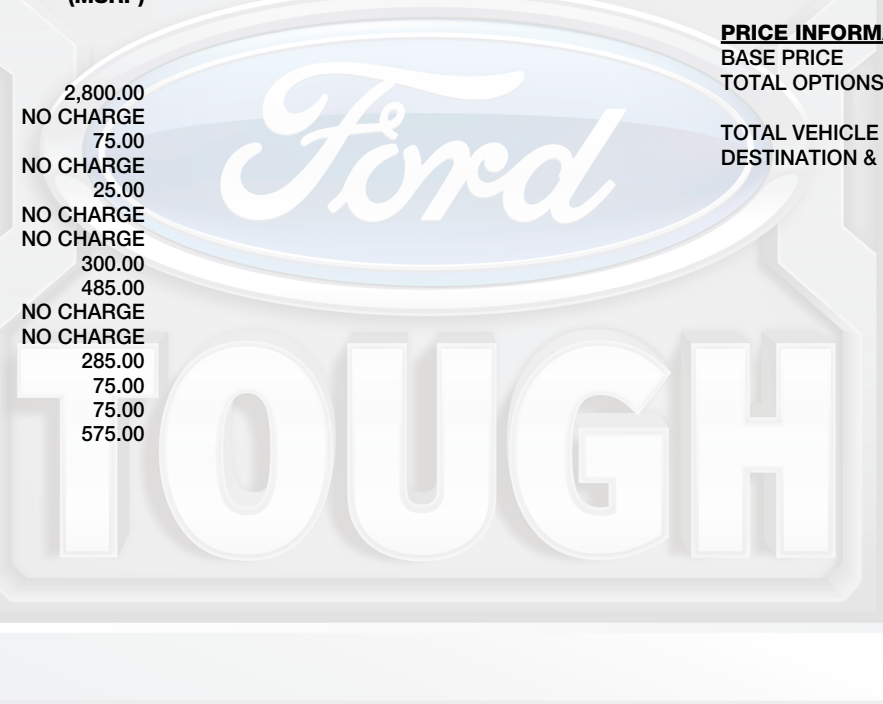 (MSRP)
2,800.00
NO CHARGE
75.00
NO CHARGE
25.00
NO CHARGE
NO CHARGE
300.00
485.00
NO CHARGE
NO CHARGE
285.00
75.00
75.00
575.00
PRICE INFORMA
BASE PRICE
TOTAL OPTIONS
TOTAL VEHICLE
DESTINATION &
Ford
TOUGH